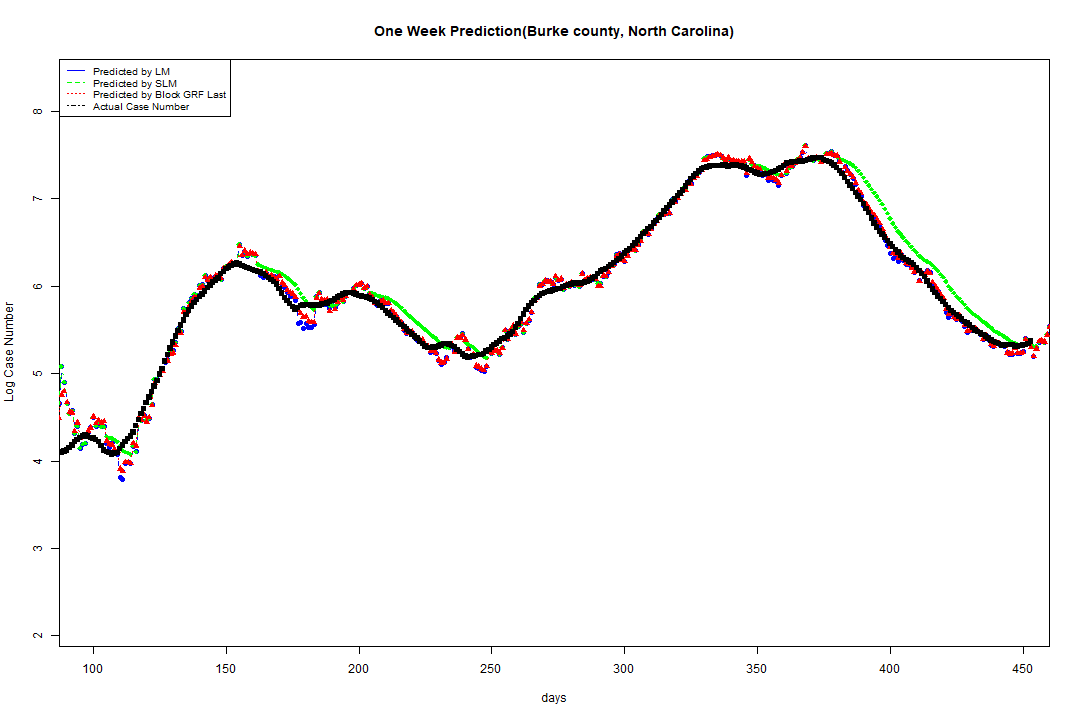 One Week Prediction(Burke county, North Carolina)
Predicted by LM
Predicted by SLM
Predicted by Block GRF Last
Actual Case Number
8
7
6
5
4
3
2
Log Case Number
100 150 200 250 300 350 400 450
days